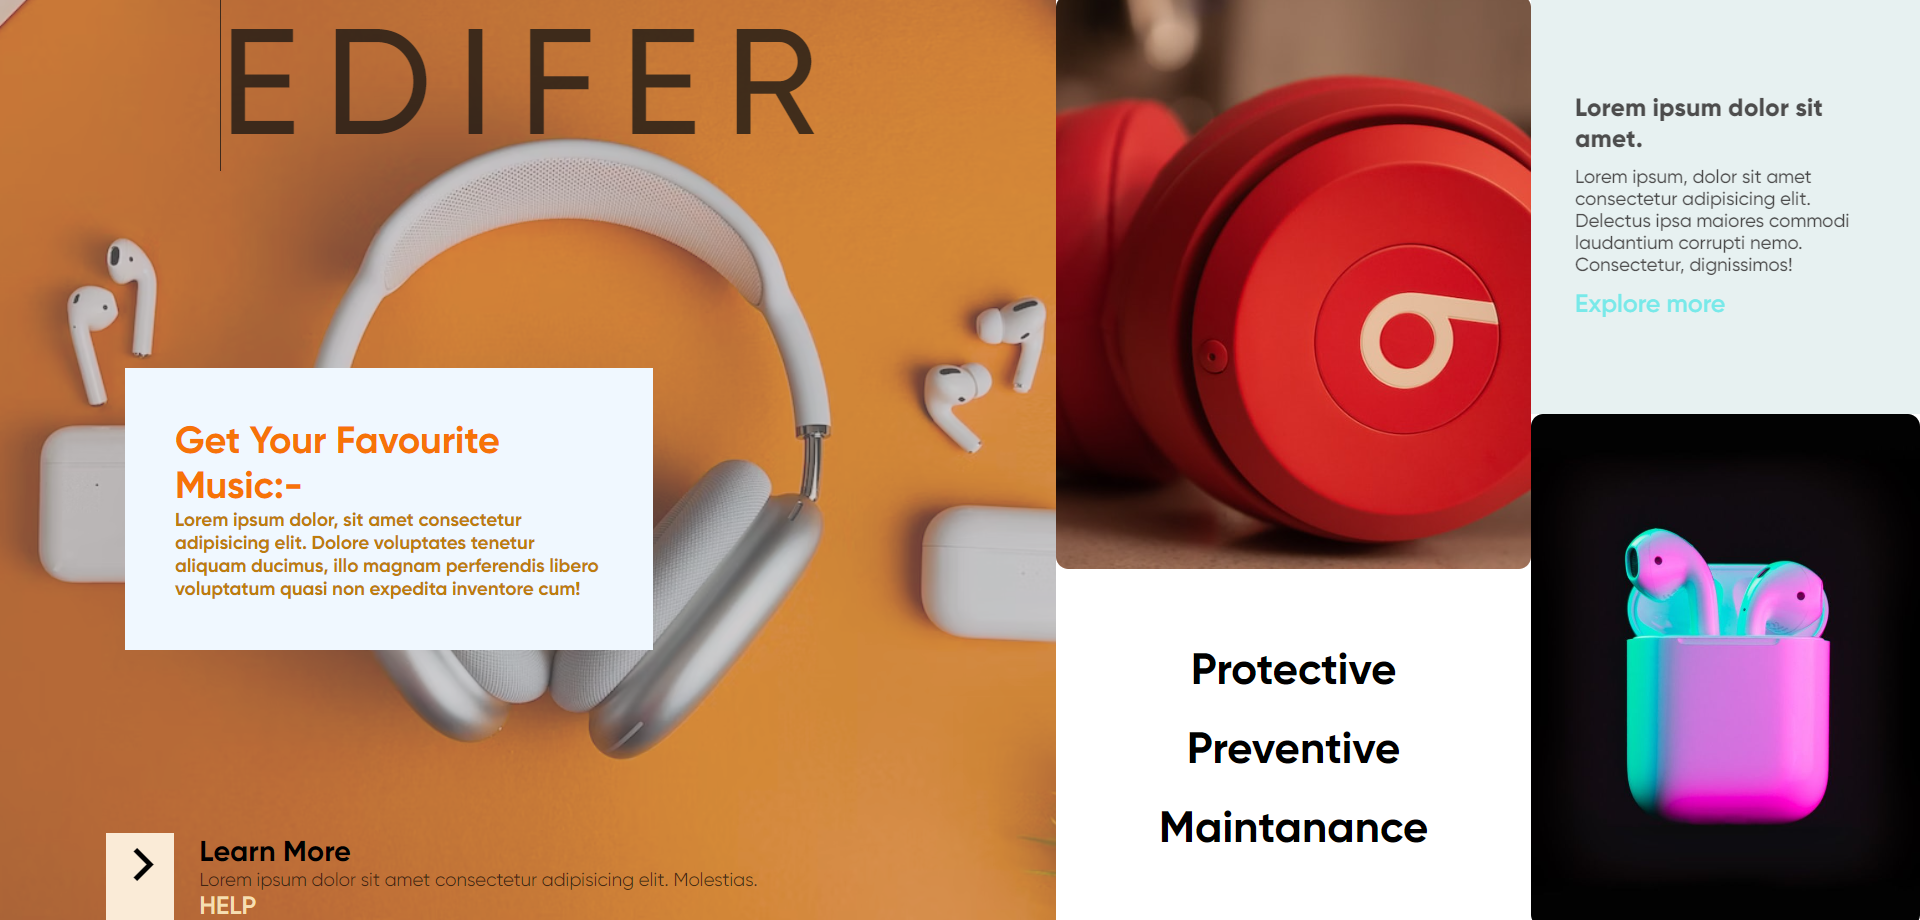 EDIFER
Get Your Favourite
Music:-
Lorem ipsum dolor, sit amet consectetur
adipisicing elit. Dolore voluptates tenetur
aliquam ducimus, illo magnam perferendis libero
voluptatum quasi non expedita inventore cum!
Learn More
Lorem ipsum dolor sit amet consectetur adipisicing elit. Molestias.
HELP
Protective
Preventive
Maintanance
Lorem ipsum dolor sit
amet.
Lorem ipsum, dolor sit amet
consectetur adipisicing elit.
Delectus ipsa maiores commodi
laudantium corrupti nemo.
Consectetur, dignissimos!
Explore more